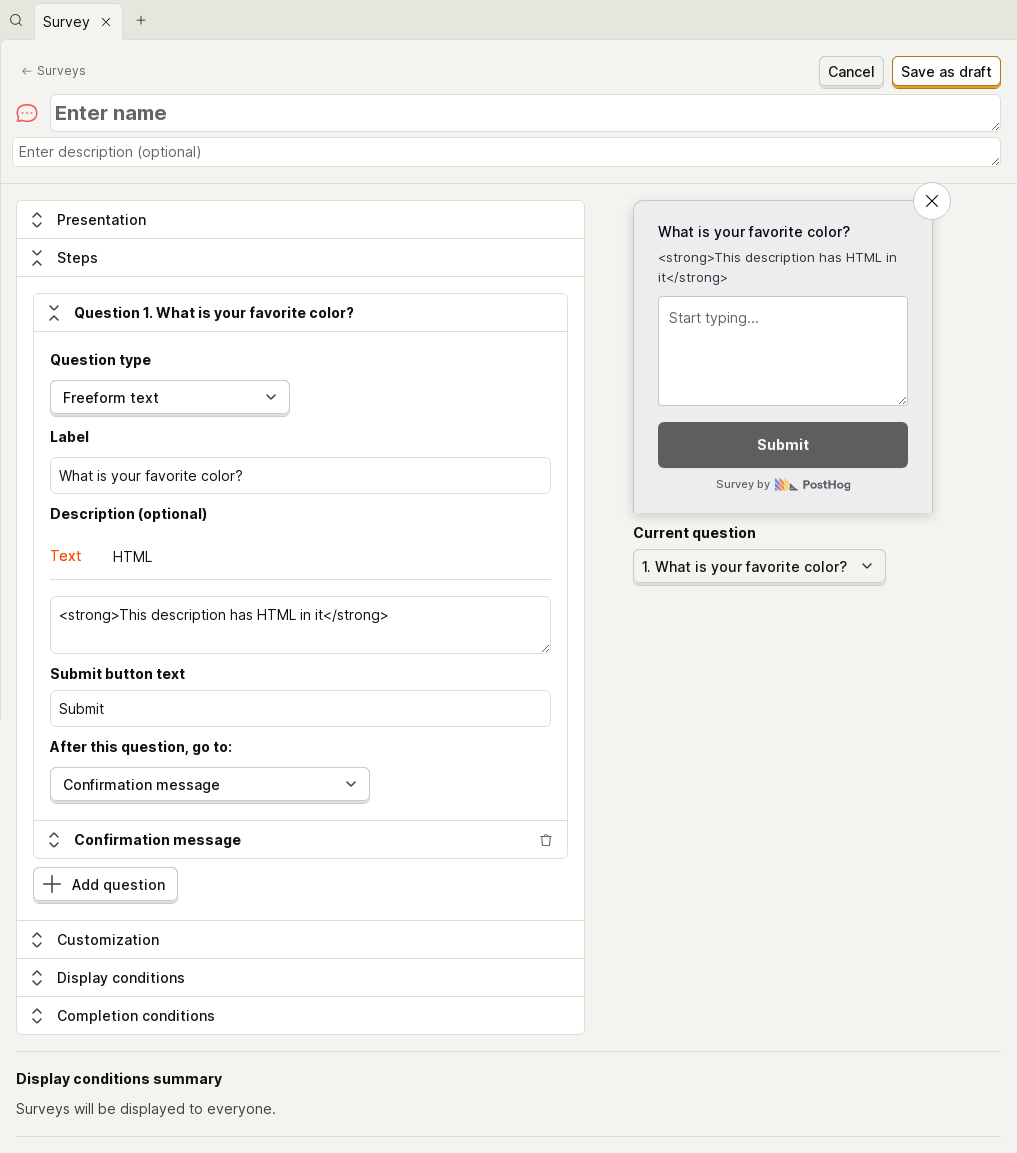 Survey
Surveys
Cancel
Save as draft
Enter name
Enter description (optional)
Presentation
Steps
Question 1. What is your favorite color?
Question type
Freeform text
Label
What is your favorite color?
Description (optional)
Text
HTML
<strong>This description has HTML in it</strong>
Submit button text
Submit
After this question, go to:
Confirmation message
Confirmation message
Add question
Customization
Display conditions
Completion conditions
What is your favorite color?
<strong>This description has HTML in
it</strong>
Start typing...
Submit
Survey by PostHog
Current question
1. What is your favorite color?
Display conditions summary
Surveys will be displayed to everyone.